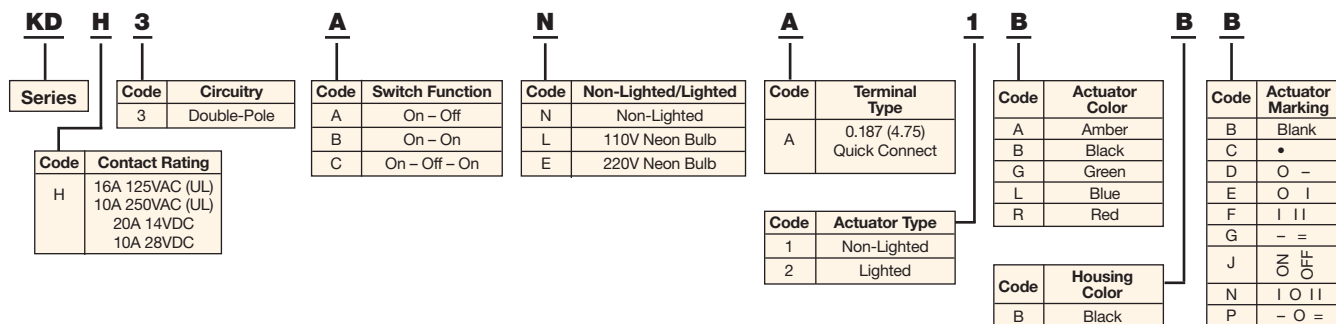 KD H 3 A N A 1 B B B
Series
Code Circuitry
3 Double-Pole
Code Contact Rating
H 16A 125VAC (UL)
10A 250VAC (UL)
20A 14VDC
10A 28VDC
Code Switch Function
A On – Off
B On – On
C On – Off – On
Code Non-Lighted/Lighted
N Non-Lighted
L 110V Neon Bulb
E 220V Neon Bulb
Code Terminal
Type
A 0.187 (4.75)
Quick Connect
Code Actuator Type
1 Non-Lighted
2 Lighted
Code Actuator
Color
A Amber
B Black
G Green
L Blue
R Red
Code Housing
Color
B Black
Code Actuator
Marking
B Blank
C •
D O –
E O I
F I II
G – =
J ON OFF
N I O II
P – O =